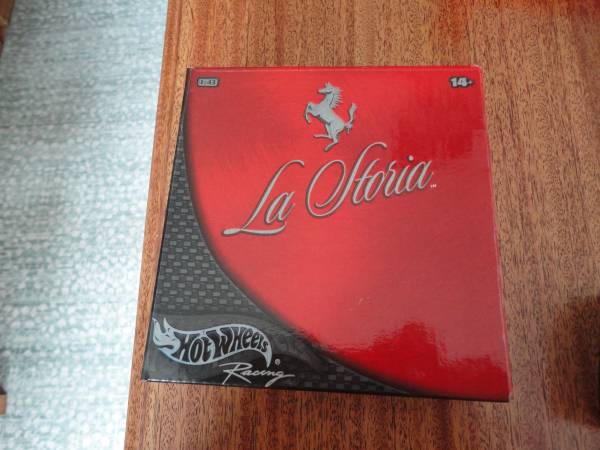 1:43
14+
La Storia™
Hot Wheels®
Racing